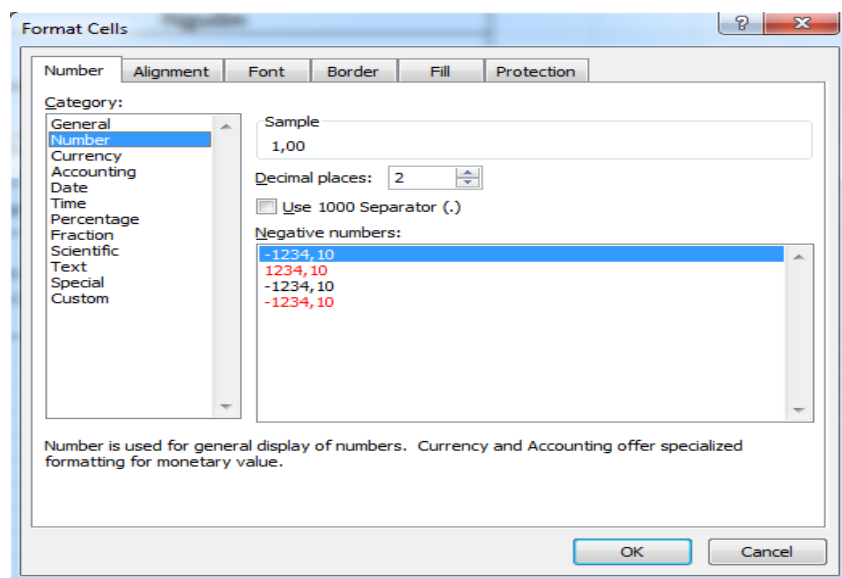 Format Cells
Number Alignment Font Border Fill Protection
Category:
General
Number
Currency
Accounting
Date
Time
Percentage
Fraction
Scientific
Text
Special
Custom
Sample
1,00
Decimal places: 2
Use 1000 Separator (.)
Negative numbers:
-1234,10
1234,10
-1234,10
-1234,10
Number is used for general display of numbers. Currency and Accounting offer specialized
formatting for monetary value.
OK Cancel